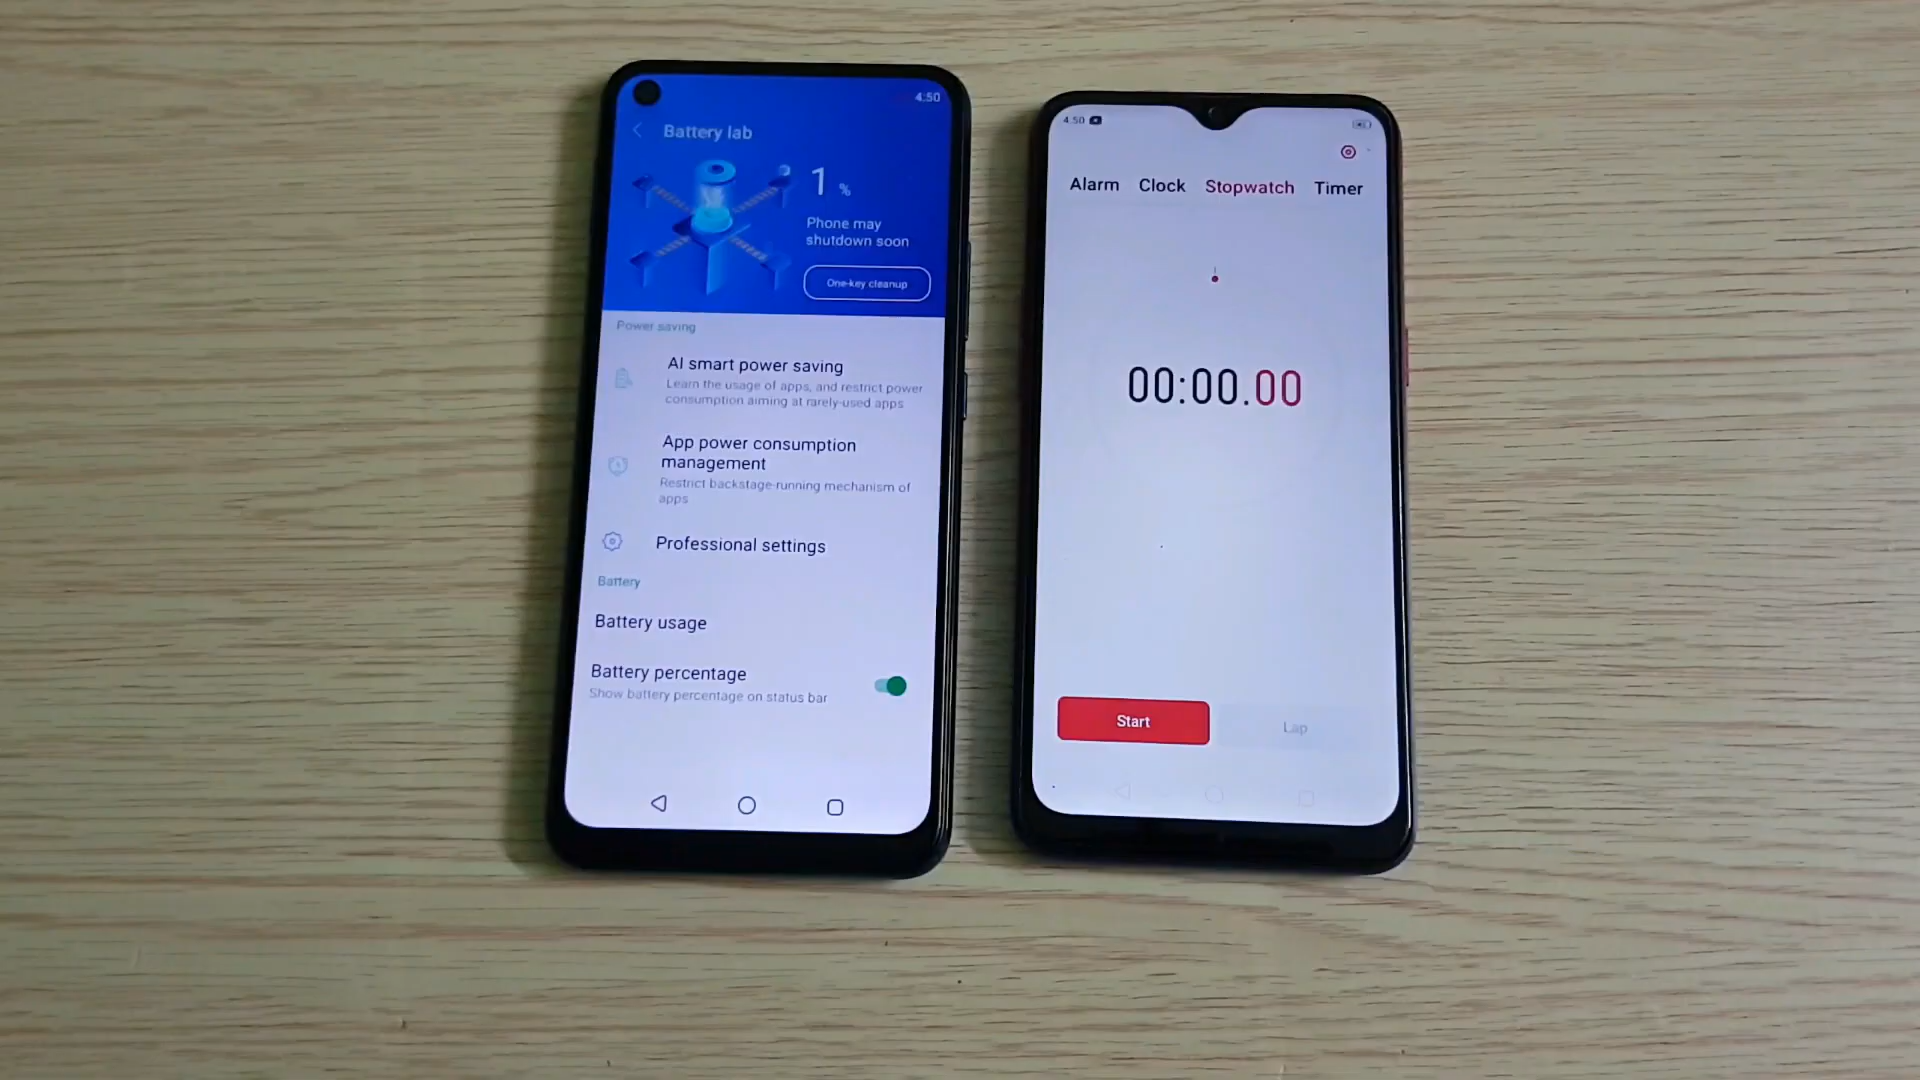 4:50
Battery lab
1 %
Phone may
shutdown soon
One-key cleanup
Power saving
AI smart power saving
Learn the usage of apps, and restrict power
consumption aiming at rarely-used apps
App power consumption
management
Restrict backstage-running mechanism of
apps
Professional settings
Battery
Battery usage
Battery percentage
Show battery percentage on status bar
4:50
Alarm Clock Stopwatch Timer
00:00.00
Start Lap